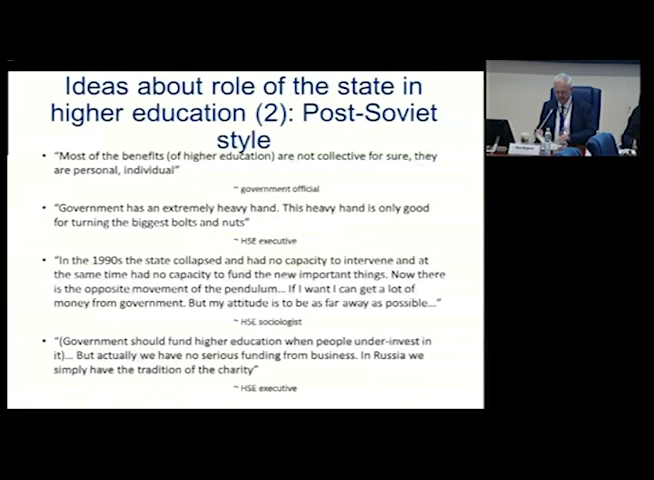 Ideas about role of the state in
higher education (2): Post-Soviet
style
• "Most of the benefits (of higher education) are not collective for sure, they
are personal, individual"
~ government official
• "Government has an extremely heavy hand. This heavy hand is only good
for turning the biggest bolts and nuts"
~ HSE executive
• "In the 1990s the state collapsed and had no capacity to intervene and at
the same time had no capacity to fund the new important things. Now there
is the opposite movement of the pendulum... If I want I can get a lot of
money from government. But my attitude is to be as far away as possible..."
~ HSE sociologist
• "(Government should fund higher education when people under-invest in
it)... But actually we have no serious funding from business. In Russia we
simply have the tradition of the charity"
~ HSE executive